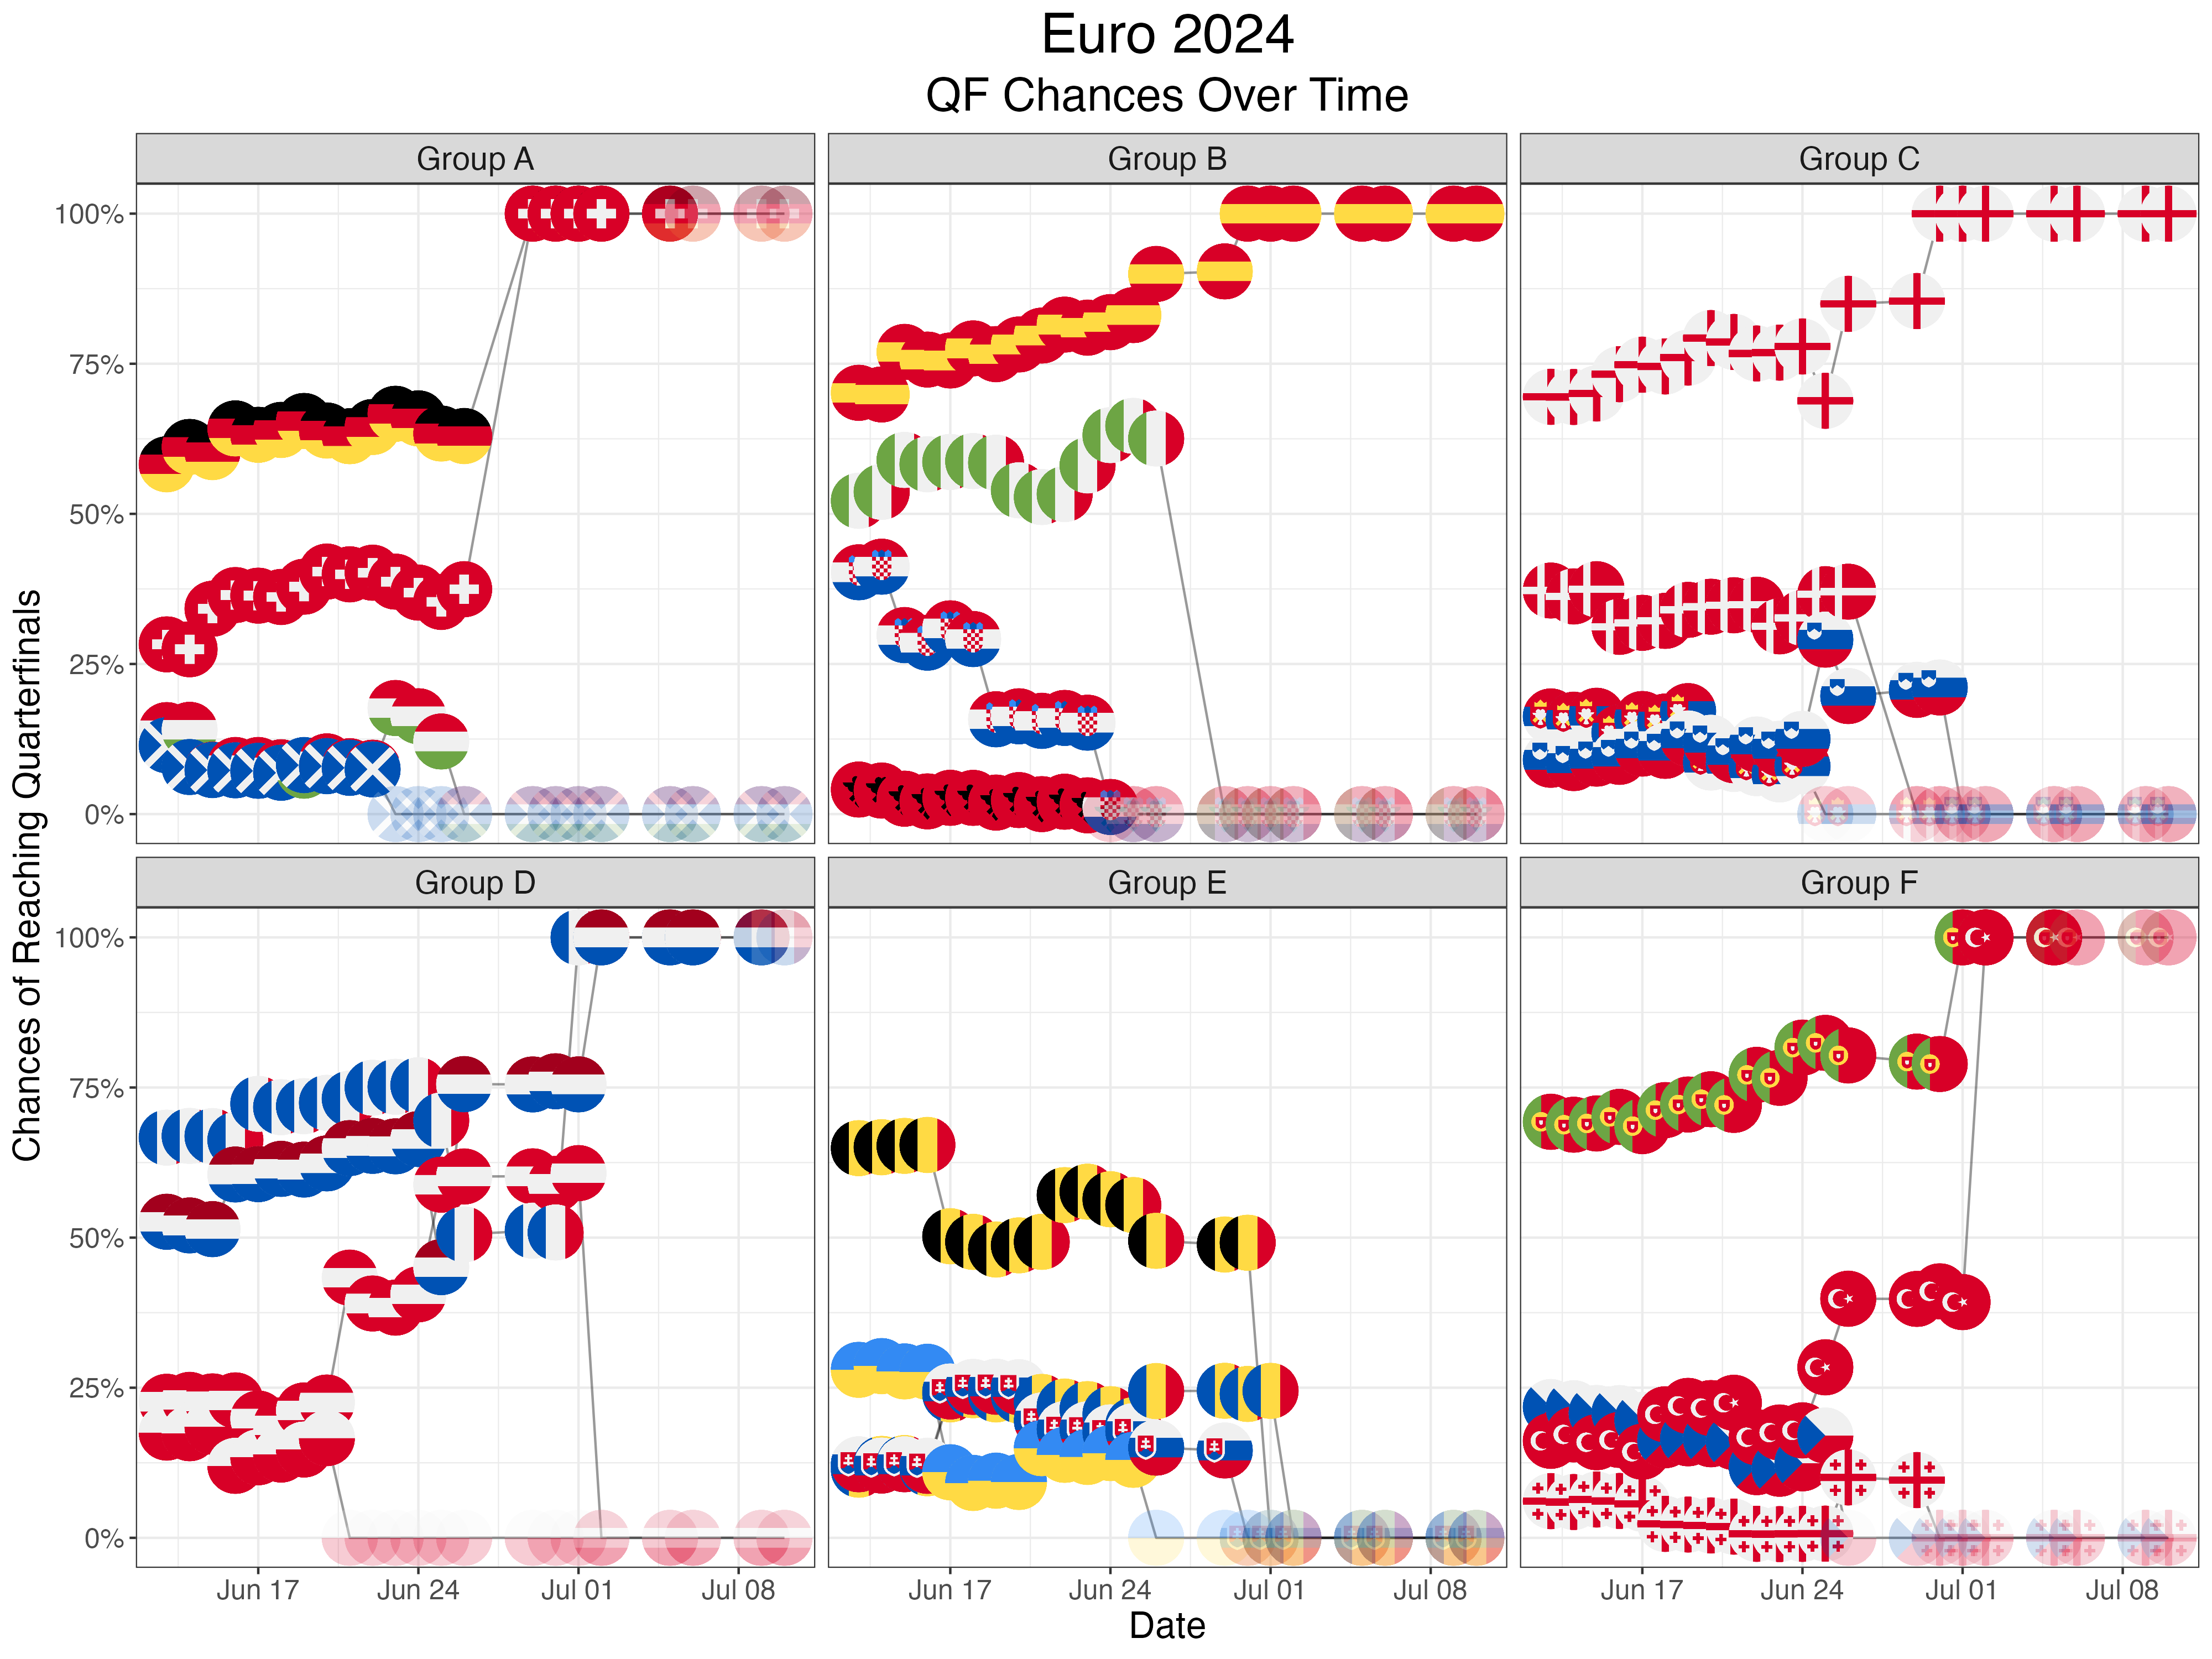 Euro 2024
QF Chances Over Time
Group A
Group B
Group C
100%
75%
50%
25%
0%
Group D
Group E
Group F
100%
75%
50%
25%
0%
Jun 17
Jun 24
Jul 01
Jul 08
Jun 17
Jun 24
Jul 01
Jul 08
Jun 17
Jun 24
Jul 01
Jul 08
Date
Chances of Reaching Quarterfinals